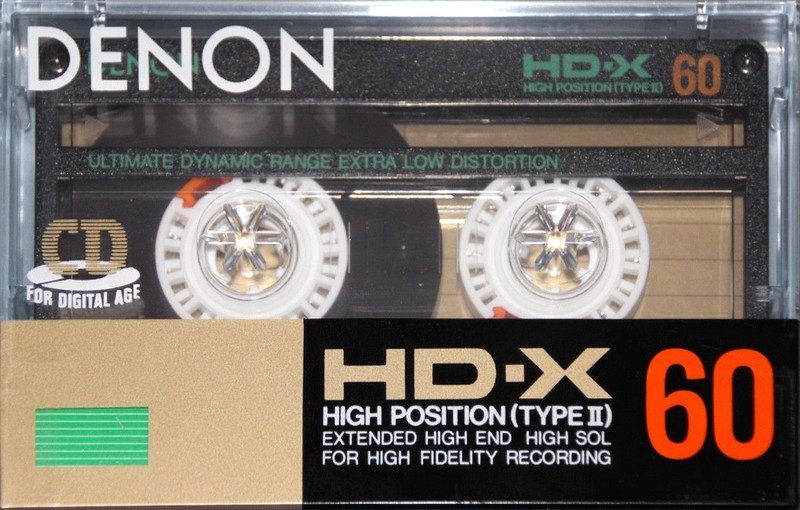 DENON
HD·X 60
HIGH POSITION (TYPE II)
ULTIMATE DYNAMIC RANGE EXTRA LOW DISTORTION
CD
FOR DIGITAL AGE
HD·X 60
HIGH POSITION (TYPE II)
EXTENDED HIGH END HIGH SOL
FOR HIGH FIDELITY RECORDING